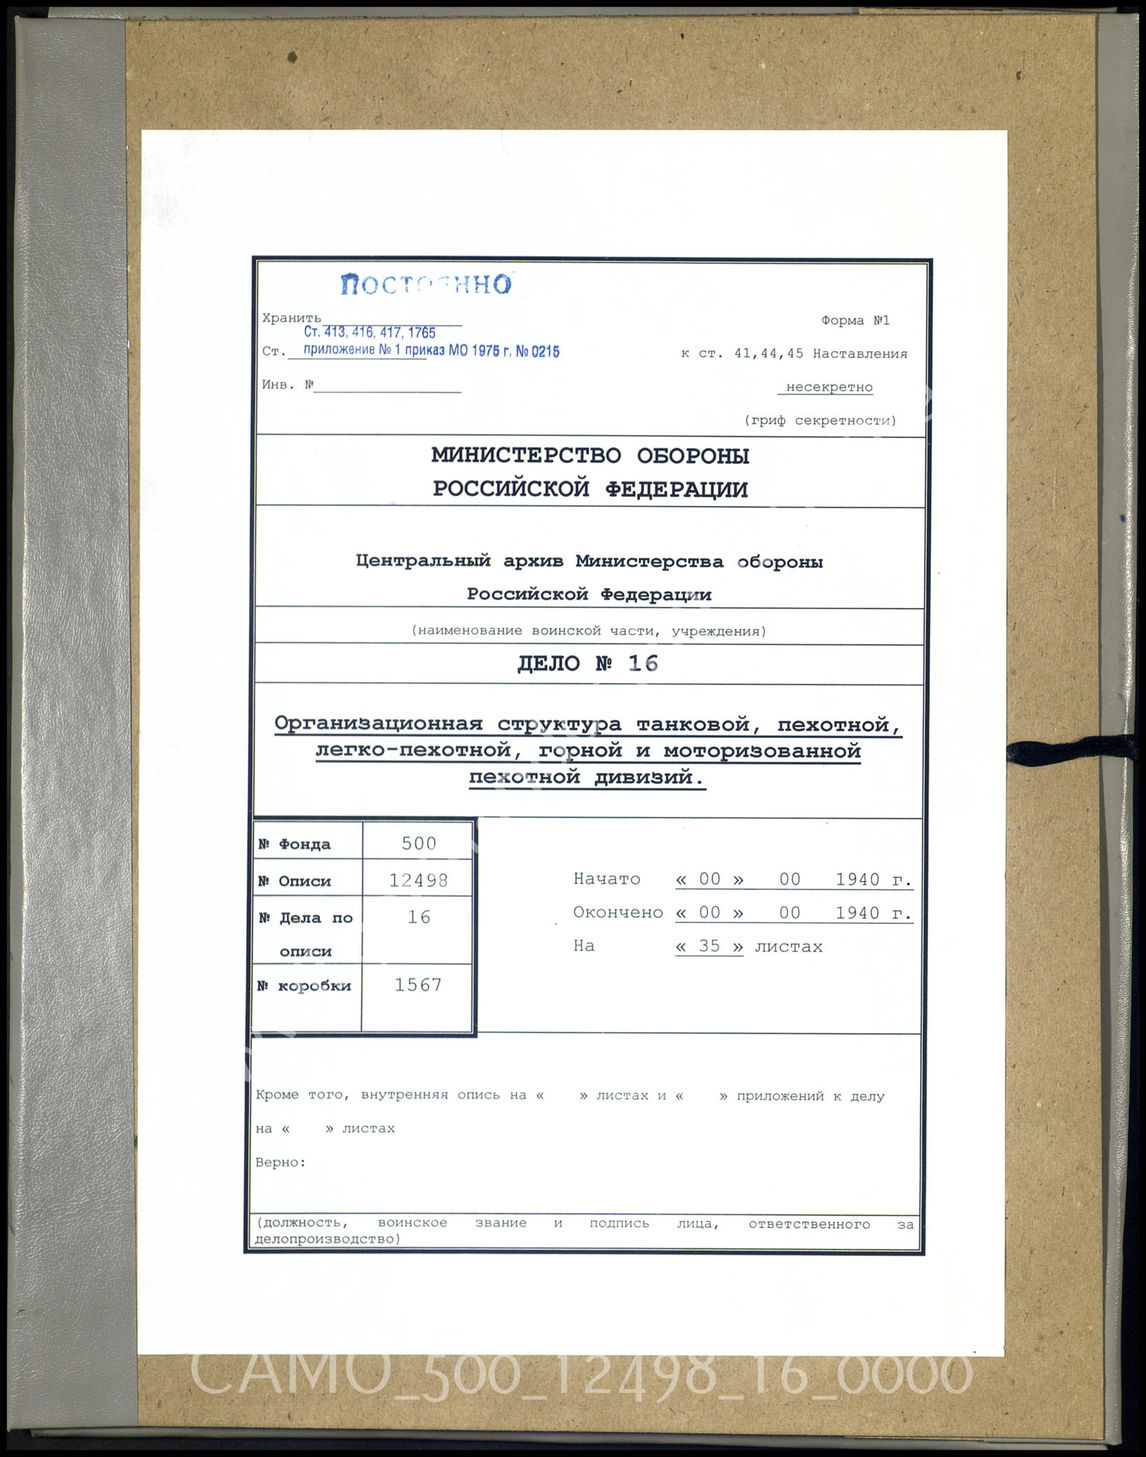 ПОСТОЯННО
Хранить
Форма №1
Ст. 413, 416, 417, 1765
Ст. приложение № 1 приказ МО 1975 г. № 0215
к ст. 41,44,45 Наставления
Инв. №
несекретно
(гриф секретности)
МИНИСТЕРСТВО ОБОРОНЫ
РОССИЙСКОЙ ФЕДЕРАЦИИ
Центральный архив Министерства обороны
Российской Федерации
(наименование воинской части, учреждения)
ДЕЛО № 16
Организационная структура танковой, пехотной,
легко-пехотной, горной и моторизованной
пехотной дивизий.
№ Фонда 500
№ Описи 12498
№ Дела по 16
описи
№ коробки 1567
Начато « 00 » 00 1940 г.
Окончено « 00 » 00 1940 г.
На « 35 » листах
Кроме того, внутренняя опись на « » листах и « » приложений к делу
на « » листах
Верно:
(должность, воинское звание и подпись лица, ответственного за
делопроизводство)
CAMO_500_12498_16_0000